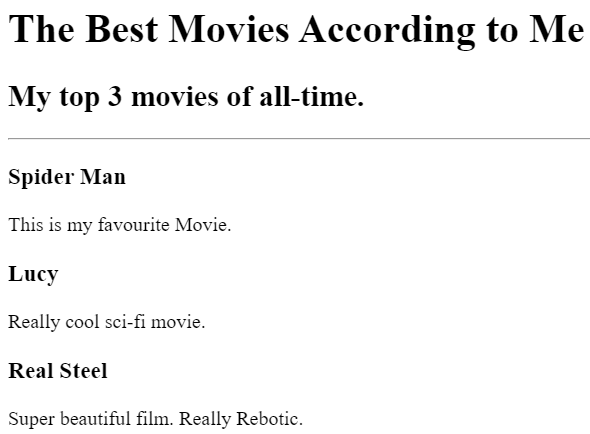 The Best Movies According to Me
My top 3 movies of all-time.
Spider Man
This is my favourite Movie.
Lucy
Really cool sci-fi movie.
Real Steel
Super beautiful film. Really Rebotic.